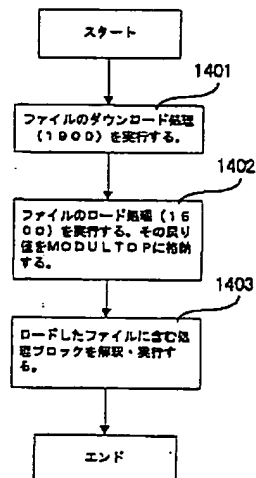 スタート
1401
ファイルのダウンロード処理
(1900)を実行する。
1402
ファイルのロード処理(16
00)を実行する。その戻り
値をMODULTOPに格納
する。
1403
ロードしたファイルに含む処
理ブロックを解釈・実行す
る。
エンド